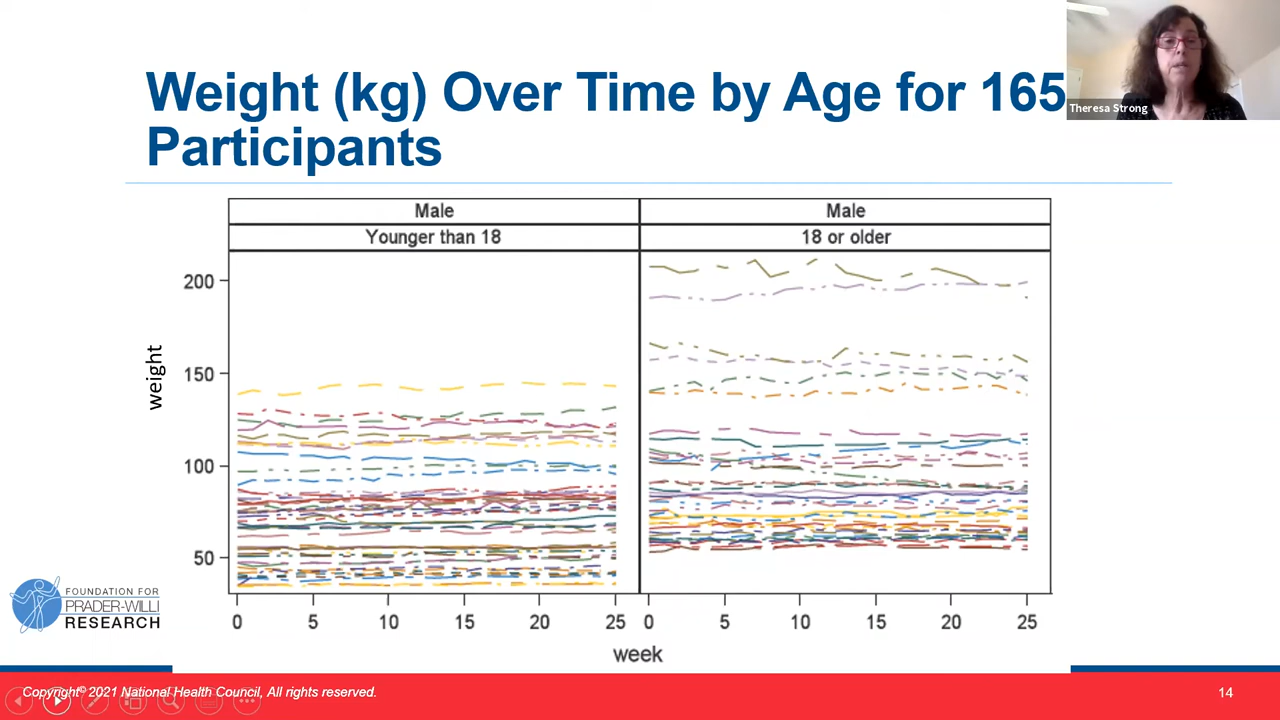 Weight (kg) Over Time by Age for 165
Participants
Theresa Strong
Male Male
Younger than 18 18 or older
200
150
100
50
weight
0 5 10 15 20 25 0 5 10 15 20 25
week
FOUNDATION FOR
PRADER-WILLI
RESEARCH
Copyright© 2021 National Health Council, All rights reserved.
14